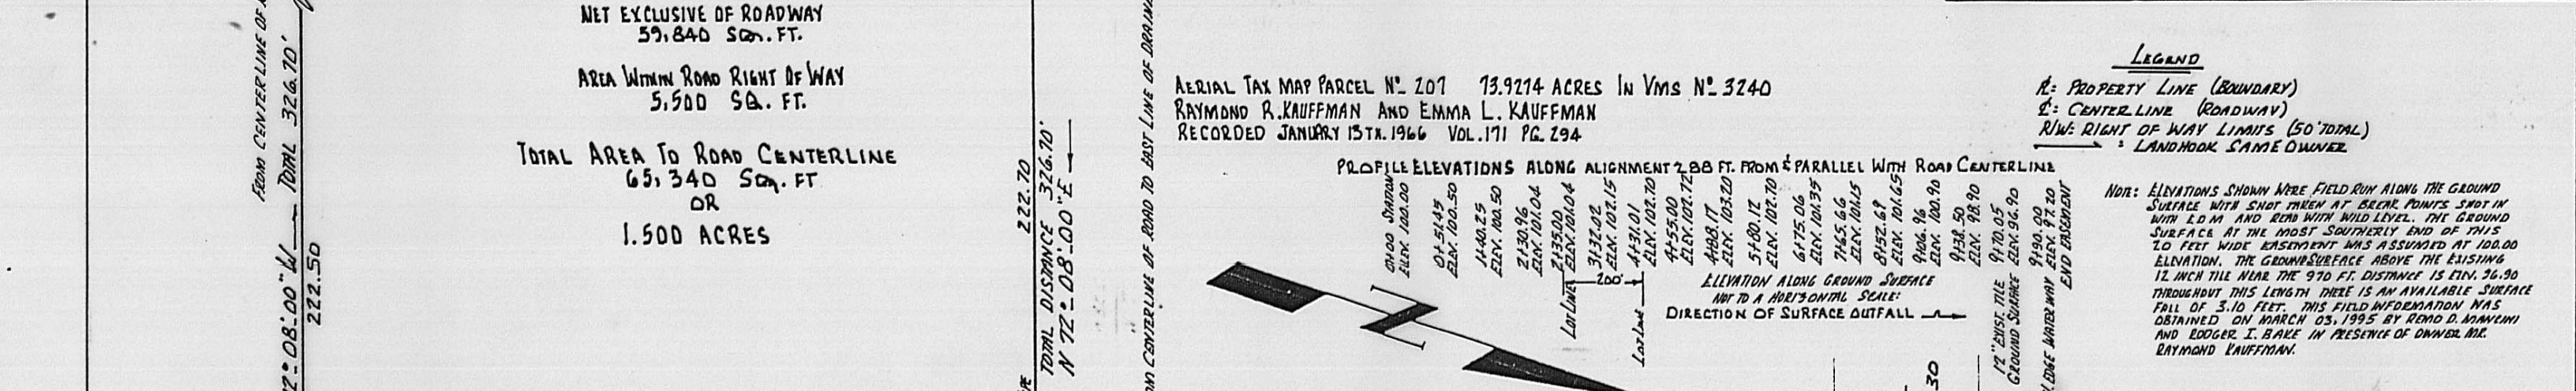 FROM CENTERLINE OF
TOTAL 326.70'
72°-08'-00" W
222.50
NET EXCLUSIVE OF ROADWAY
59,840 SQ. FT.
AREA WITHIN ROAD RIGHT OF WAY
5,500 SQ. FT.
TOTAL AREA TO ROAD CENTERLINE
65,340 SQ. FT
OR
1.500 ACRES
222.70
TOTAL DISTANCE 326.70'
N 72°-08'-00" E
CENTERLINE OF ROAD TO EAST LINE OF
AERIAL TAX MAP PARCEL Nº 207 73.9274 ACRES IN VMS Nº 3240
RAYMOND R. KAUFFMAN AND EMMA L. KAUFFMAN
RECORDED JANUARY 13TH. 1966 VOL. 171 PG. 294
PROFILE ELEVATIONS ALONG ALIGNMENT 288 FT. FROM & PARALLEL WITH ROAD CENTERLINE
0+00 STATION
ELEV. 100.00
0+51.45
ELEV. 100.50
1+40.25
ELEV. 100.50
2+30.96
ELEV. 101.04
2+35.00
ELEV. 101.04
3+32.02
ELEV. 102.15
4+31.01
ELEV. 102.70
4+55.00
ELEV. 102.72
4+88.17
ELEV. 103.20
5+80.12
ELEV. 102.70
6+75.06
ELEV. 101.35
7+65.66
ELEV. 101.15
8+52.69
ELEV. 101.65
9+06.96
ELEV. 100.90
9+38.50
ELEV. 98.90
9+70.05
ELEV. 96.90
9+90.00
ELEV. 97.20
END EASEMENT
LOT LINE
200'
LOT LINE
ELEVATION ALONG GROUND SURFACE
NOT TO A HORIZONTAL SCALE:
DIRECTION OF SURFACE OUTFALL
12" EXIST. TILE
GROUND SURFACE
EDGE WATER WAY
30
N
LEGEND
PL: PROPERTY LINE (BOUNDARY)
CL: CENTER LINE (ROADWAY)
R/W: RIGHT OF WAY LIMITS (50' TOTAL)
: LANDHOOK SAME OWNER
NOTE: ELEVATIONS SHOWN WERE FIELD RUN ALONG THE GROUND
SURFACE WITH SHOT TAKEN AT BREAK POINTS SHOT IN
WITH E.D.M AND READ WITH WILD LEVEL. THE GROUND
SURFACE AT THE MOST SOUTHERLY END OF THIS
20 FEET WIDE EASEMENT WAS ASSUMED AT 100.00
ELEVATION. THE GROUND SURFACE ABOVE THE EXISTING
12 INCH TILE NEAR THE 970 FT. DISTANCE IS ELEV. 96.90
THROUGHOUT THIS LENGTH THERE IS AN AVAILABLE SURFACE
FALL OF 3.10 FEET. THIS FIELD INFORMATION WAS
OBTAINED ON MARCH 03, 1995 BY REMO D. MANCINI
AND RODGER I. BAKE IN PRESENCE OF OWNER MR.
RAYMOND KAUFFMAN.